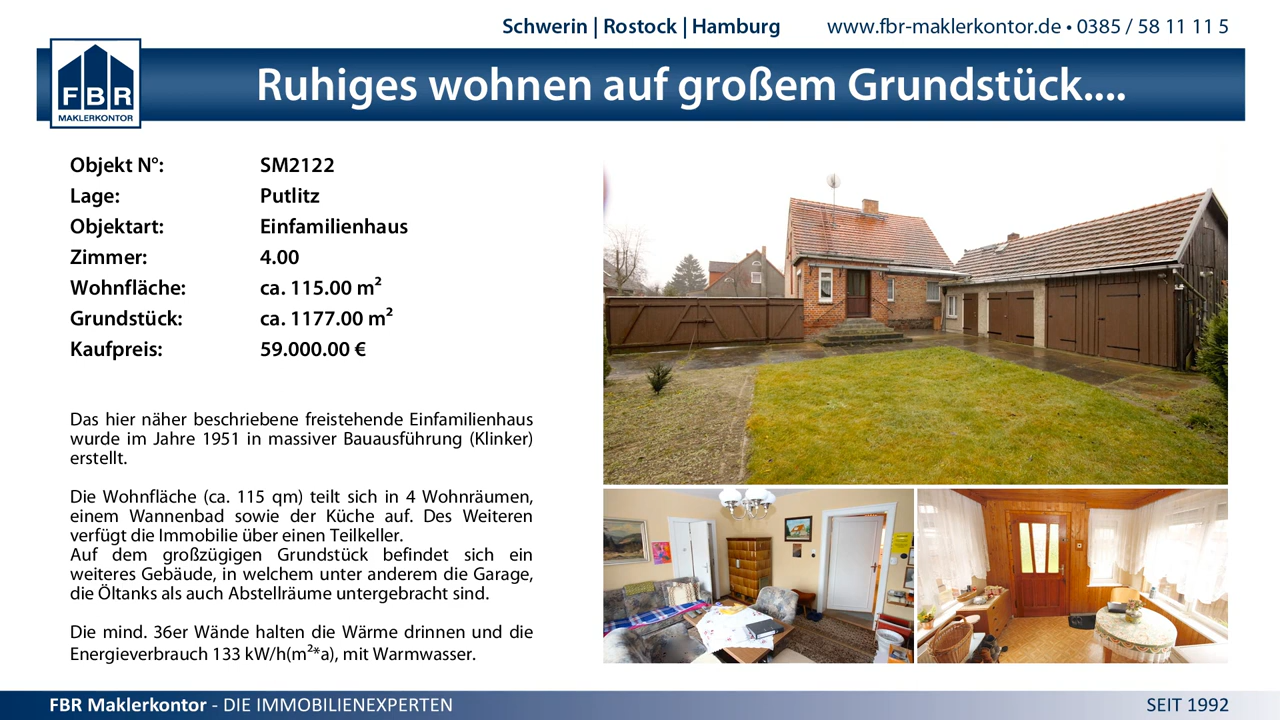 Schwerin | Rostock | Hamburg
www.fbr-maklerkontor.de • 0385 / 58 11 11 5
FBR
MAKLERKONTOR
Ruhiges wohnen auf großem Grundstück....
Objekt N°: SM2122
Lage: Putlitz
Objektart: Einfamilienhaus
Zimmer: 4.00
Wohnfläche: ca. 115.00 m²
Grundstück: ca. 1177.00 m²
Kaufpreis: 59.000.00 €
Das hier näher beschriebene freistehende Einfamilienhaus
wurde im Jahre 1951 in massiver Bauausführung (Klinker)
erstellt.
Die Wohnfläche (ca. 115 qm) teilt sich in 4 Wohnräumen,
einem Wannenbad sowie der Küche auf. Des Weiteren
verfügt die Immobilie über einen Teilkeller.
Auf dem großzügigen Grundstück befindet sich ein
weiteres Gebäude, in welchem unter anderem die Garage,
die Öltanks als auch Abstellräume untergebracht sind.
Die mind. 36er Wände halten die Wärme drinnen und die
Energieverbrauch 133 kW/h(m²*a), mit Warmwasser.
FBR Maklerkontor - DIE IMMOBILIENEXPERTEN
SEIT 1992